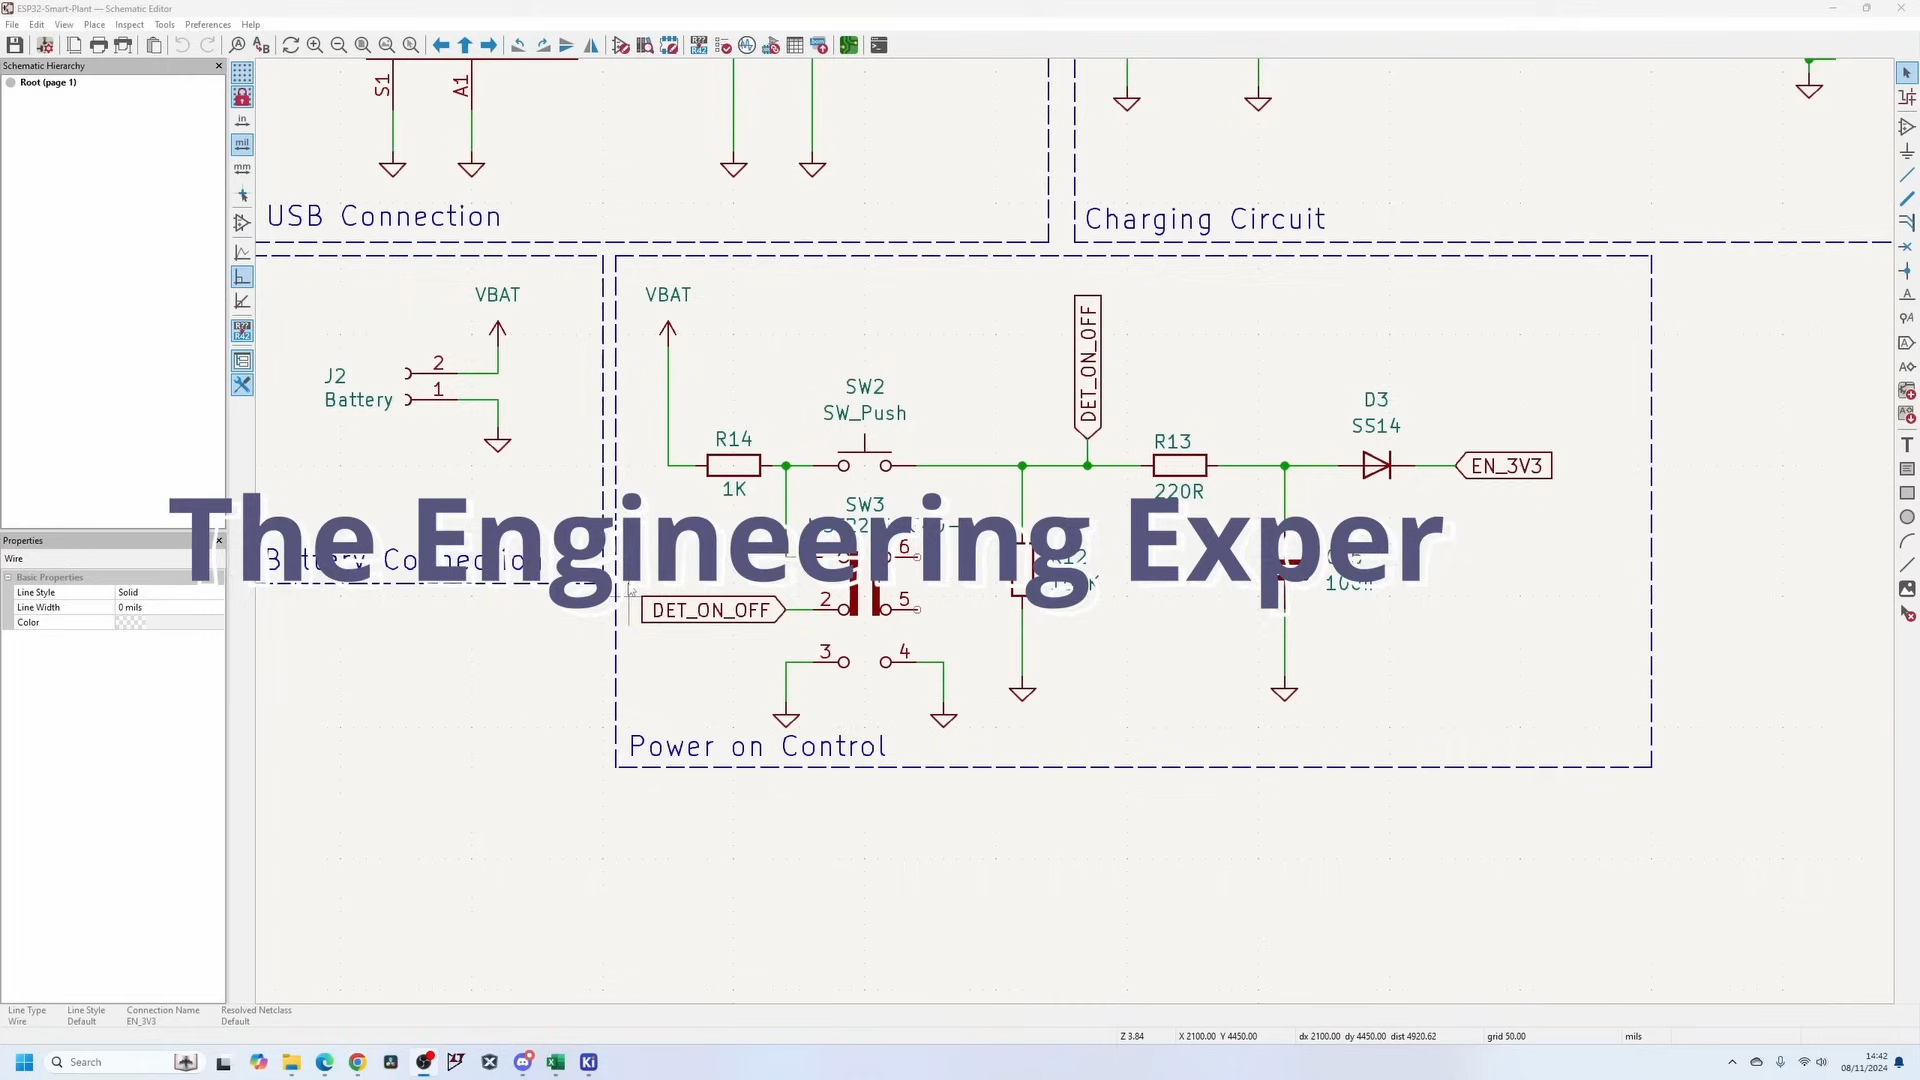 ESP32-Smart-Plant — Schematic Editor
File Edit View Place Inspect Tools Preferences Help
Schematic Hierarchy
Root (page 1)
in
mil
mm
S1
A1
USB Connection
Charging Circuit
VBAT
J2
Battery
2
1
Battery Connection
VBAT
R14
1K
SW2
SW_Push
DET_ON_OFF
R13
220R
D3
SS14
EN_3V3
SW3
6
DET_ON_OFF
2
5
3
4
Power on Control
The Engineering Exper
Properties
Wire
Basic Properties
Line Style Solid
Line Width 0 mils
Color
Line Type Line Style Connection Name Resolved Netclass
Wire Default EN_3V3 Default
Z 3.84 X 2100.00 Y 4450.00 dx 2100.00 dy 4450.00 dist 4920.62 grid 50.00 mils
Search
14:42
08/11/2024